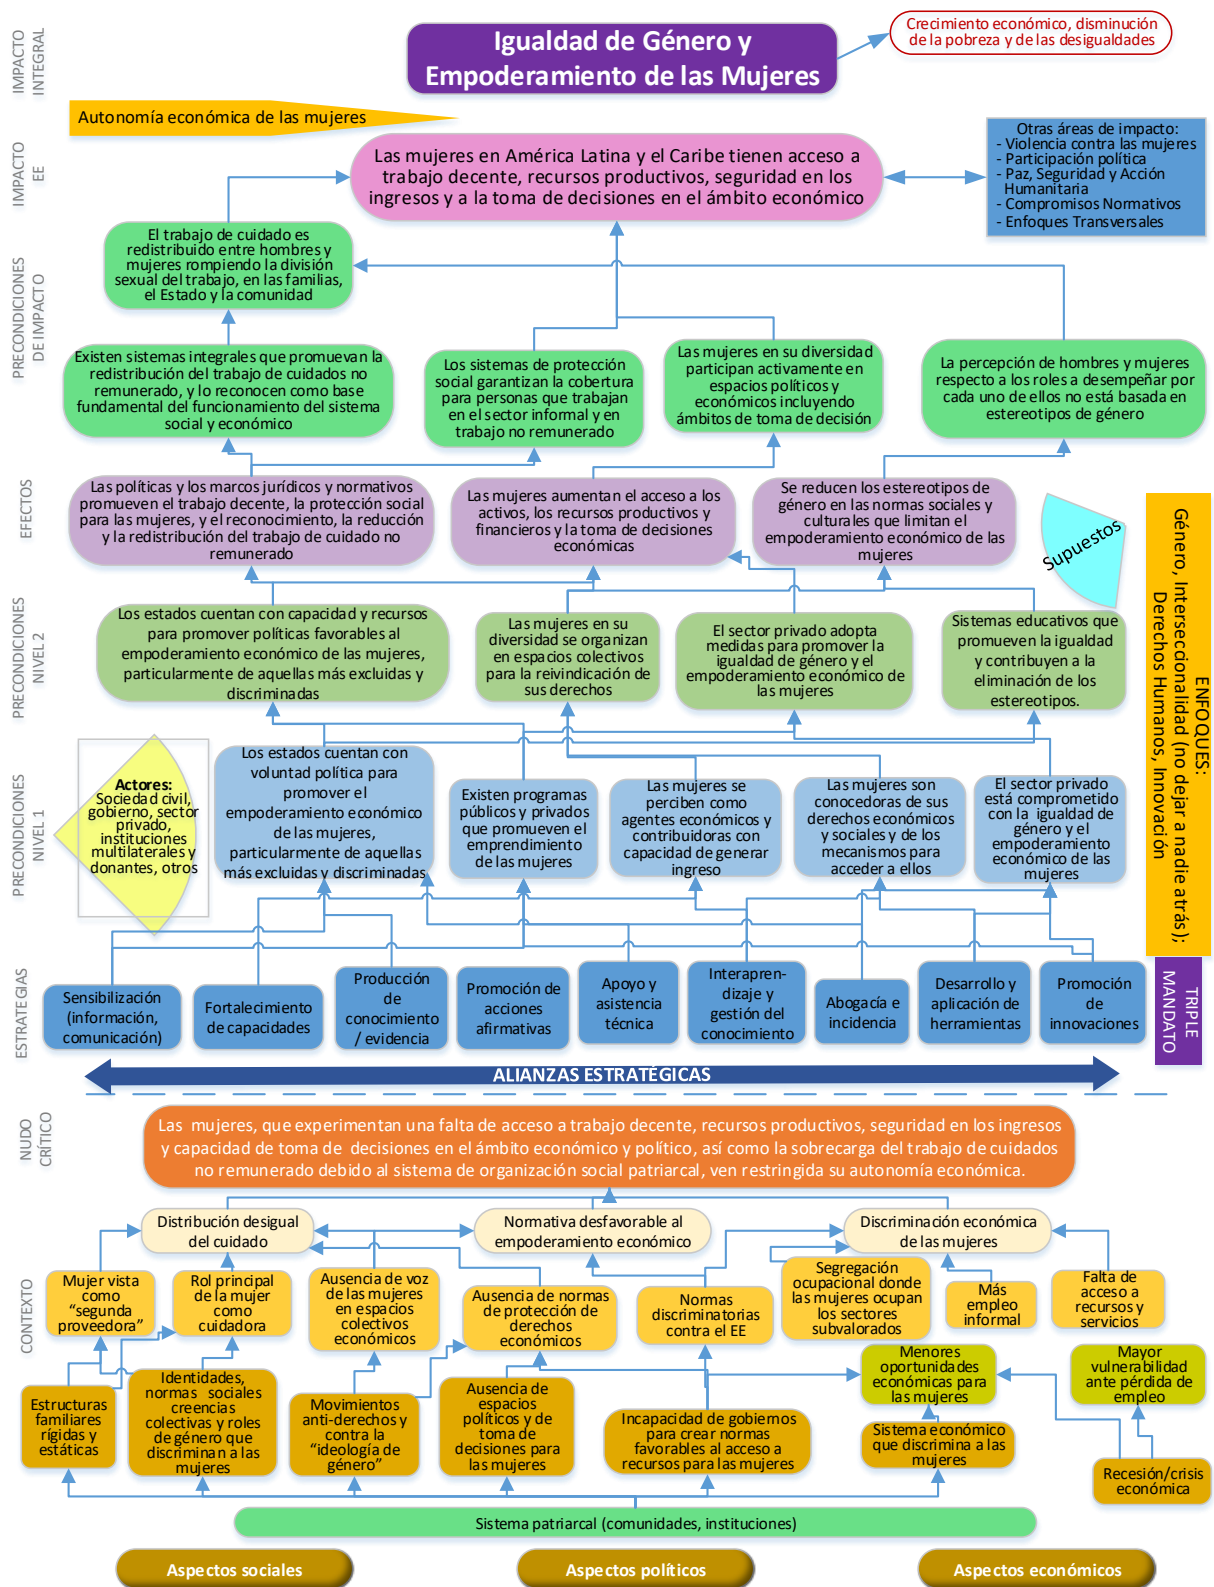 IMPACTO
INTEGRAL
Igualdad de Género y
Empoderamiento de las Mujeres
Crecimiento económico, disminución
de la pobreza y de las desigualdades
Autonomía económica de las mujeres
IMPACTO
EE
Las mujeres en América Latina y el Caribe tienen acceso a
trabajo decente, recursos productivos, seguridad en los
ingresos y a la toma de decisiones en el ámbito económico
Otras áreas de impacto:
- Violencia contra las mujeres
- Participación política
- Paz, Seguridad y Acción
Humanitaria
- Compromisos Normativos
- Enfoques Transversales
PRECONDICIONES
DE IMPACTO
El trabajo de cuidado es
redistribuido entre hombres y
mujeres rompiendo la división
sexual del trabajo, en las familias,
el Estado y la comunidad
Existen sistemas integrales que promuevan la
redistribución del trabajo de cuidados no
remunerado, y lo reconocen como base
fundamental del funcionamiento del sistema
social y económico
Los sistemas de protección
social garantizan la cobertura
para personas que trabajan
en el sector informal y en
trabajo no remunerado
Las mujeres en su diversidad
participan activamente en
espacios políticos y
económicos incluyendo
ámbitos de toma de decisión
La percepción de hombres y mujeres
respecto a los roles a desempeñar por
cada uno de ellos no está basada en
estereotipos de género
EFECTOS
Las políticas y los marcos jurídicos y normativos
promueven el trabajo decente, la protección social
para las mujeres, y el reconocimiento, la reducción
y la redistribución del trabajo de cuidado no
remunerado
Las mujeres aumentan el acceso a los
activos, los recursos productivos y
financieros y la toma de decisiones
económicas
Se reducen los estereotipos de
género en las normas sociales y
culturales que limitan el
empoderamiento económico de las
mujeres
Supuestos
ENFOQUES:
Género, Interseccionalidad (no dejar a nadie atrás);
Derechos Humanos, Innovación
PRECONDICIONES
NIVEL 2
Los estados cuentan con capacidad y recursos
para promover políticas favorables al
empoderamiento económico de las mujeres,
particularmente de aquellas más excluidas y
discriminadas
Las mujeres en su
diversidad se organizan
en espacios colectivos
para la reivindicación de
sus derechos
El sector privado adopta
medidas para promover la
igualdad de género y el
empoderamiento económico de
las mujeres
Sistemas educativos que
promueven la igualdad
y contribuyen a la
eliminación de los
estereotipos.
PRECONDICIONES
NIVEL 1
Actores:
Sociedad civil,
gobierno, sector
privado,
instituciones
multilaterales y
donantes, otros
Los estados cuentan con
voluntad política para
promover el
empoderamiento económico
de las mujeres,
particularmente de aquellas
más excluidas y discriminadas
Existen programas
públicos y privados
que promueven el
emprendimiento
de las mujeres
Las mujeres se
perciben como
agentes económicos y
contribuidoras con
capacidad de generar
ingreso
Las mujeres son
conocedoras de sus
derechos económicos
y sociales y de los
mecanismos para
acceder a ellos
El sector privado
está comprometido
con la igualdad de
género y el
empoderamiento
económico de las
mujeres
ESTRATEGIAS
Sensibilización
(información,
comunicación)
Fortalecimiento
de capacidades
Producción
de
conocimiento
/ evidencia
Promoción de
acciones
afirmativas
Apoyo y
asistencia
técnica
Interapren-
dizaje y
gestión del
conocimiento
Abogacía e
incidencia
Desarrollo y
aplicación de
herramientas
Promoción
de
innovaciones
TRIPLE
MANDATO
ALIANZAS ESTRATÉGICAS
NUDO
CRÍTICO
Las mujeres, que experimentan una falta de acceso a trabajo decente, recursos productivos, seguridad en los ingresos
y capacidad de toma de decisiones en el ámbito económico y político, así como la sobrecarga del trabajo de cuidados
no remunerado debido al sistema de organización social patriarcal, ven restringida su autonomía económica.
CONTEXTO
Distribución desigual
del cuidado
Normativa desfavorable al
empoderamiento económico
Discriminación económica
de las mujeres
Mujer vista
como
"segunda
proveedora"
Rol principal
de la mujer
como
cuidadora
Ausencia de voz
de las mujeres
en espacios
colectivos
económicos
Ausencia de normas
de protección de
derechos
económicos
Normas
discriminatorias
contra el EE
Segregación
ocupacional donde
las mujeres ocupan
los sectores
subvalorados
Más
empleo
informal
Falta de
acceso a
recursos y
servicios
Menores
oportunidades
económicas para
las mujeres
Mayor
vulnerabilidad
ante pérdida de
empleo
Estructuras
familiares
rígidas y
estáticas
Identidades,
normas sociales
creencias
colectivas y roles
de género que
discriminan a las
mujeres
Movimientos
anti-derechos y
contra la
"ideología de
género"
Ausencia de
espacios
políticos y de
toma de
decisiones para
las mujeres
Incapacidad de gobiernos
para crear normas
favorables al acceso a
recursos para las mujeres
Sistema económico
que discrimina a las
mujeres
Recesión/crisis
económica
Sistema patriarcal (comunidades, instituciones)
Aspectos sociales
Aspectos políticos
Aspectos económicos